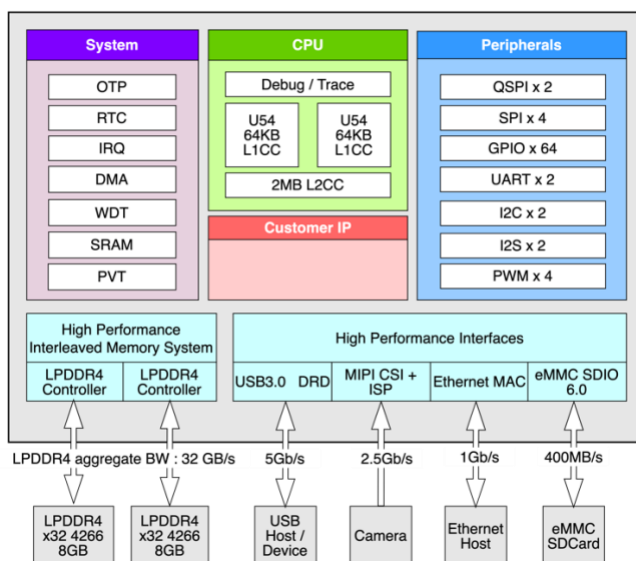 System
OTP
RTC
IRQ
DMA
WDT
SRAM
PVT
CPU
Debug / Trace
U54
64KB
L1CC
U54
64KB
L1CC
2MB L2CC
Customer IP
Peripherals
QSPI x 2
SPI x 4
GPIO x 64
UART x 2
I2C x 2
I2S x 2
PWM x 4
High Performance
Interleaved Memory System
LPDDR4
Controller
LPDDR4
Controller
High Performance Interfaces
USB3.0 DRD
MIPI CSI +
ISP
Ethernet MAC
eMMC SDIO
6.0
LPDDR4 aggregate BW : 32 GB/s
5Gb/s
2.5Gb/s
1Gb/s
400MB/s
LPDDR4
x32 4266
8GB
LPDDR4
x32 4266
8GB
USB
Host /
Device
Camera
Ethernet
Host
eMMC
SDCard